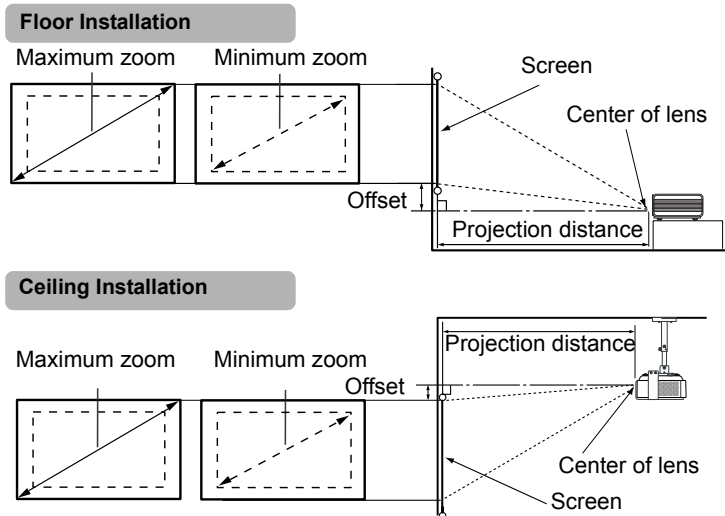 Floor Installation
Maximum zoom
Minimum zoom
Screen
Center of lens
Offset
Projection distance
Ceiling Installation
Maximum zoom
Minimum zoom
Projection distance
Offset
Center of lens
Screen